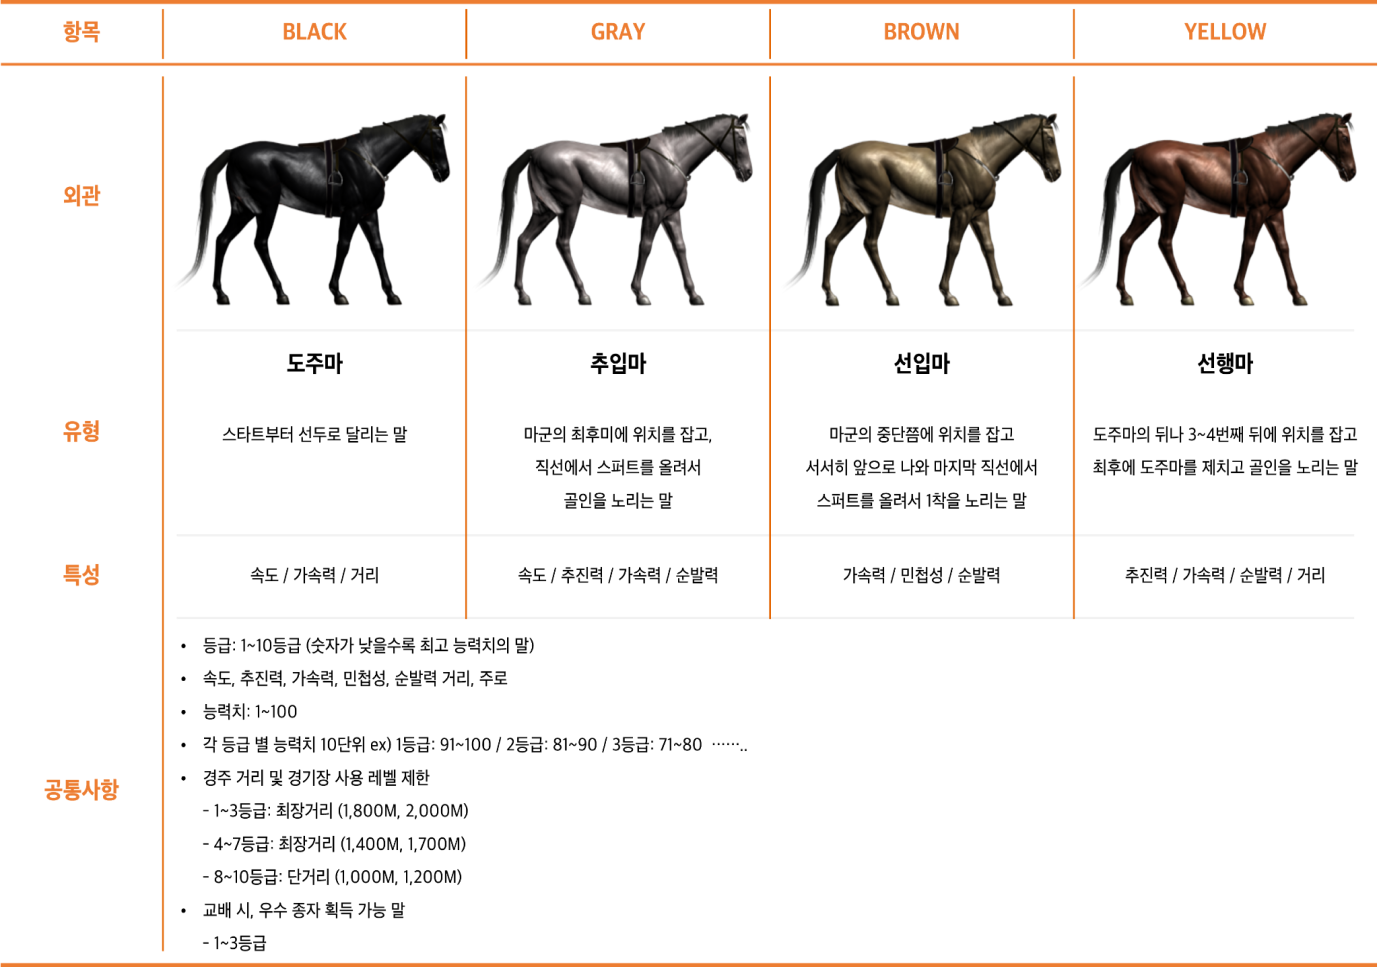 항목
BLACK
GRAY
BROWN
YELLOW
외관
유형
도주마
스타트부터 선두로 달리는 말
추입마
마군의 최후미에 위치를 잡고,
직선에서 스퍼트를 올려서
골인을 노리는 말
선입마
마군의 중단쯤에 위치를 잡고
서서히 앞으로 나와 마지막 직선에서
스퍼트를 올려서 1착을 노리는 말
선행마
도주마의 뒤나 3~4번째 뒤에 위치를 잡고
최후에 도주마를 제치고 골인을 노리는 말
특성
속도 / 가속력 / 거리
속도 / 추진력 / 가속력 / 순발력
가속력 / 민첩성 / 순발력
추진력 / 가속력 / 순발력 / 거리
공통사항
• 등급: 1~10등급 (숫자가 낮을수록 최고 능력치의 말)
• 속도, 추진력, 가속력, 민첩성, 순발력 거리, 주로
• 능력치: 1~100
• 각 등급 별 능력치 10단위 ex) 1등급: 91~100 / 2등급: 81~90 / 3등급: 71~80 ……..
• 경주 거리 및 경기장 사용 레벨 제한
- 1~3등급: 최장거리 (1,800M, 2,000M)
- 4~7등급: 최장거리 (1,400M, 1,700M)
- 8~10등급: 단거리 (1,000M, 1,200M)
• 교배 시, 우수 종자 획득 가능 말
- 1~3등급